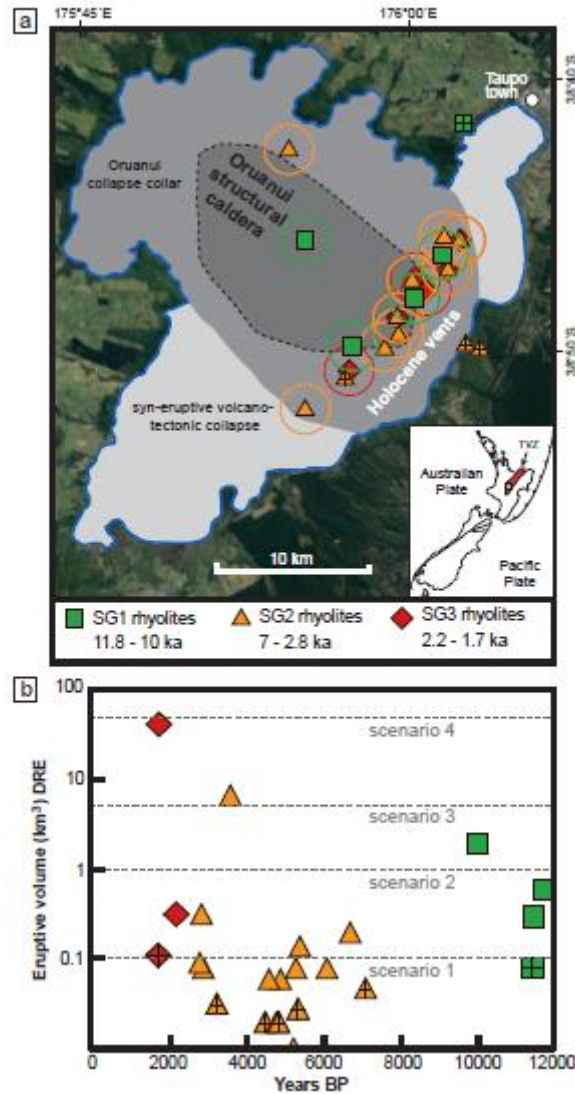 a
175°45'E
176°00'E
38°40'S
38°50'S
Taupo
town
Oruanui
collapse collar
Oruanui
structural
caldera
Holocene vents
syn-eruptive volcano-
tectonic collapse
10 km
TVZ
Australian
Plate
Pacific
Plate
SG1 rhyolites
11.8 - 10 ka
SG2 rhyolites
7 - 2.8 ka
SG3 rhyolites
2.2 - 1.7 ka
b
Eruptive volume (km³) DRE
100
10
1
0.1
scenario 4
scenario 3
scenario 2
scenario 1
0
2000
4000
6000
8000
10000
12000
Years BP